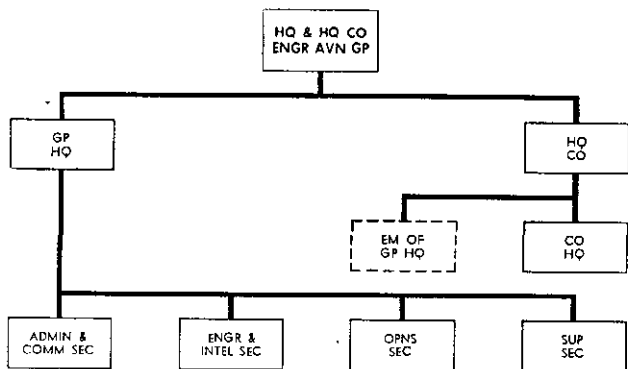 HQ & HQ CO
ENGR AVN GP
GP
HQ
HQ
CO
EM OF
GP HQ
CO
HQ
ADMIN &
COMM SEC
ENGR &
INTEL SEC
OPNS
SEC
SUP
SEC